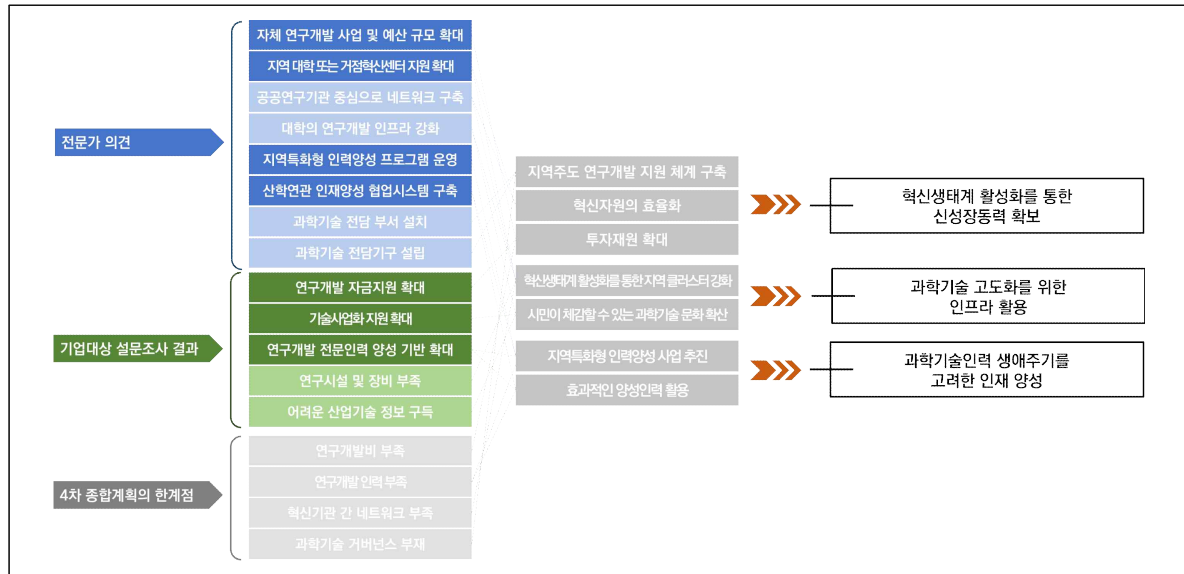 전문가 의견
자체 연구개발 사업 및 예산 규모 확대
지역 대학 또는 거점혁신센터 지원 확대
공공연구기관 중심으로 네트워크 구축
대학의 연구개발 인프라 강화
지역특화형 인력양성 프로그램 운영
산학연관 인재양성 협업시스템 구축
과학기술 전담 부서 설치
과학기술 전담기구 설립
기업대상 설문조사 결과
연구개발 자금지원 확대
기술사업화 지원 확대
연구개발 전문인력 양성 기반 확대
연구시설 및 장비 부족
어려운 산업기술 정보 구득
4차 종합계획의 한계점
연구개발비 부족
연구개발 인력 부족
혁신기관 간 네트워크 부족
과학기술 거버넌스 부재
지역주도 연구개발 지원 체계 구축
혁신자원의 효율화
투자재원 확대
혁신생태계 활성화를 통한 지역 클러스터 강화
시민이 체감할 수 있는 과학기술 문화 확산
지역특화형 인력양성 사업 추진
효과적인 양성인력 활용
혁신생태계 활성화를 통한
신성장동력 확보
과학기술 고도화를 위한
인프라 활용
과학기술인력 생애주기를
고려한 인재 양성